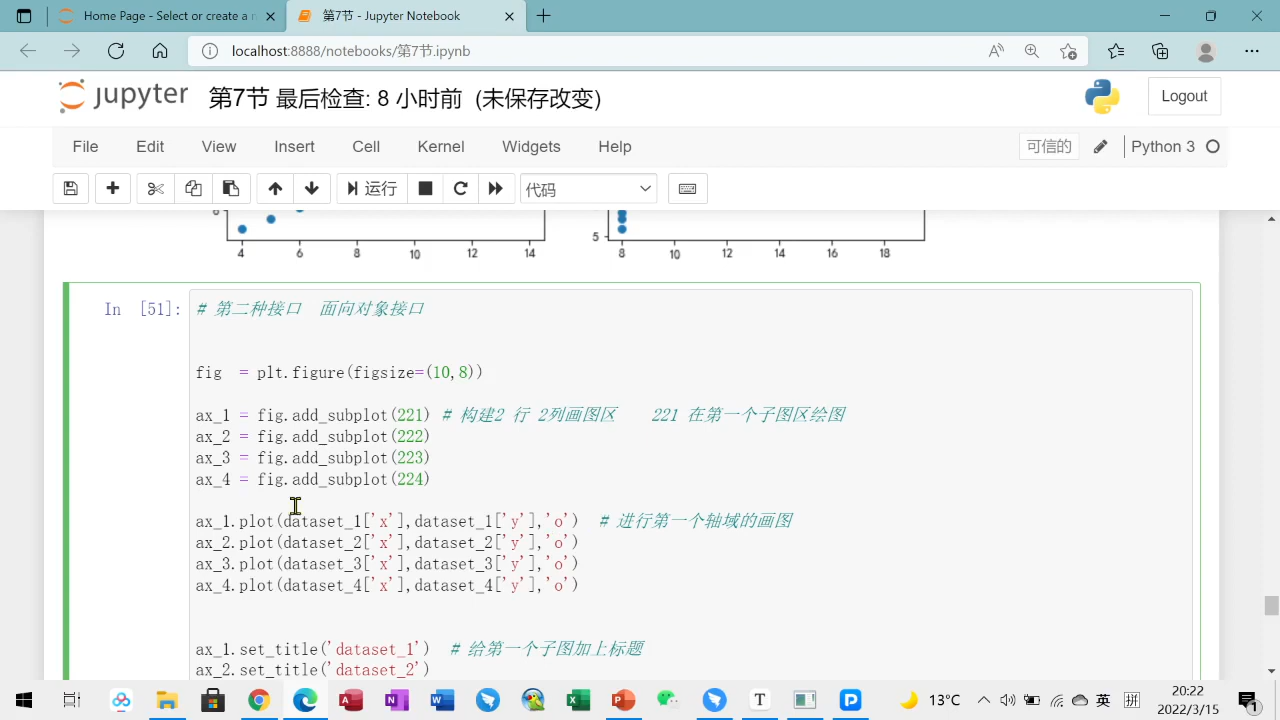 Home Page - Select or create a n
第7节 - Jupyter Notebook
localhost:8888/notebooks/第7节.ipynb
jupyter 第7节 最后检查: 8 小时前 (未保存改变)
Logout
File Edit View Insert Cell Kernel Widgets Help
可信的
Python 3
运行
代码
6
4 6 8 10 12 14
5
8 10 12 14 16 18
In [51]: # 第二种接口 面向对象接口
fig = plt.figure(figsize=(10,8))
ax_1 = fig.add_subplot(221) # 构建2 行 2列画图区 221 在第一个子图区绘图
ax_2 = fig.add_subplot(222)
ax_3 = fig.add_subplot(223)
ax_4 = fig.add_subplot(224)
ax_1.plot(dataset_1['x'],dataset_1['y'],'o') # 进行第一个轴域的画图
ax_2.plot(dataset_2['x'],dataset_2['y'],'o')
ax_3.plot(dataset_3['x'],dataset_3['y'],'o')
ax_4.plot(dataset_4['x'],dataset_4['y'],'o')
ax_1.set_title('dataset_1') # 给第一个子图加上标题
ax_2.set_title('dataset_2')
13°C
英
拼
20:22
2022/3/15
1